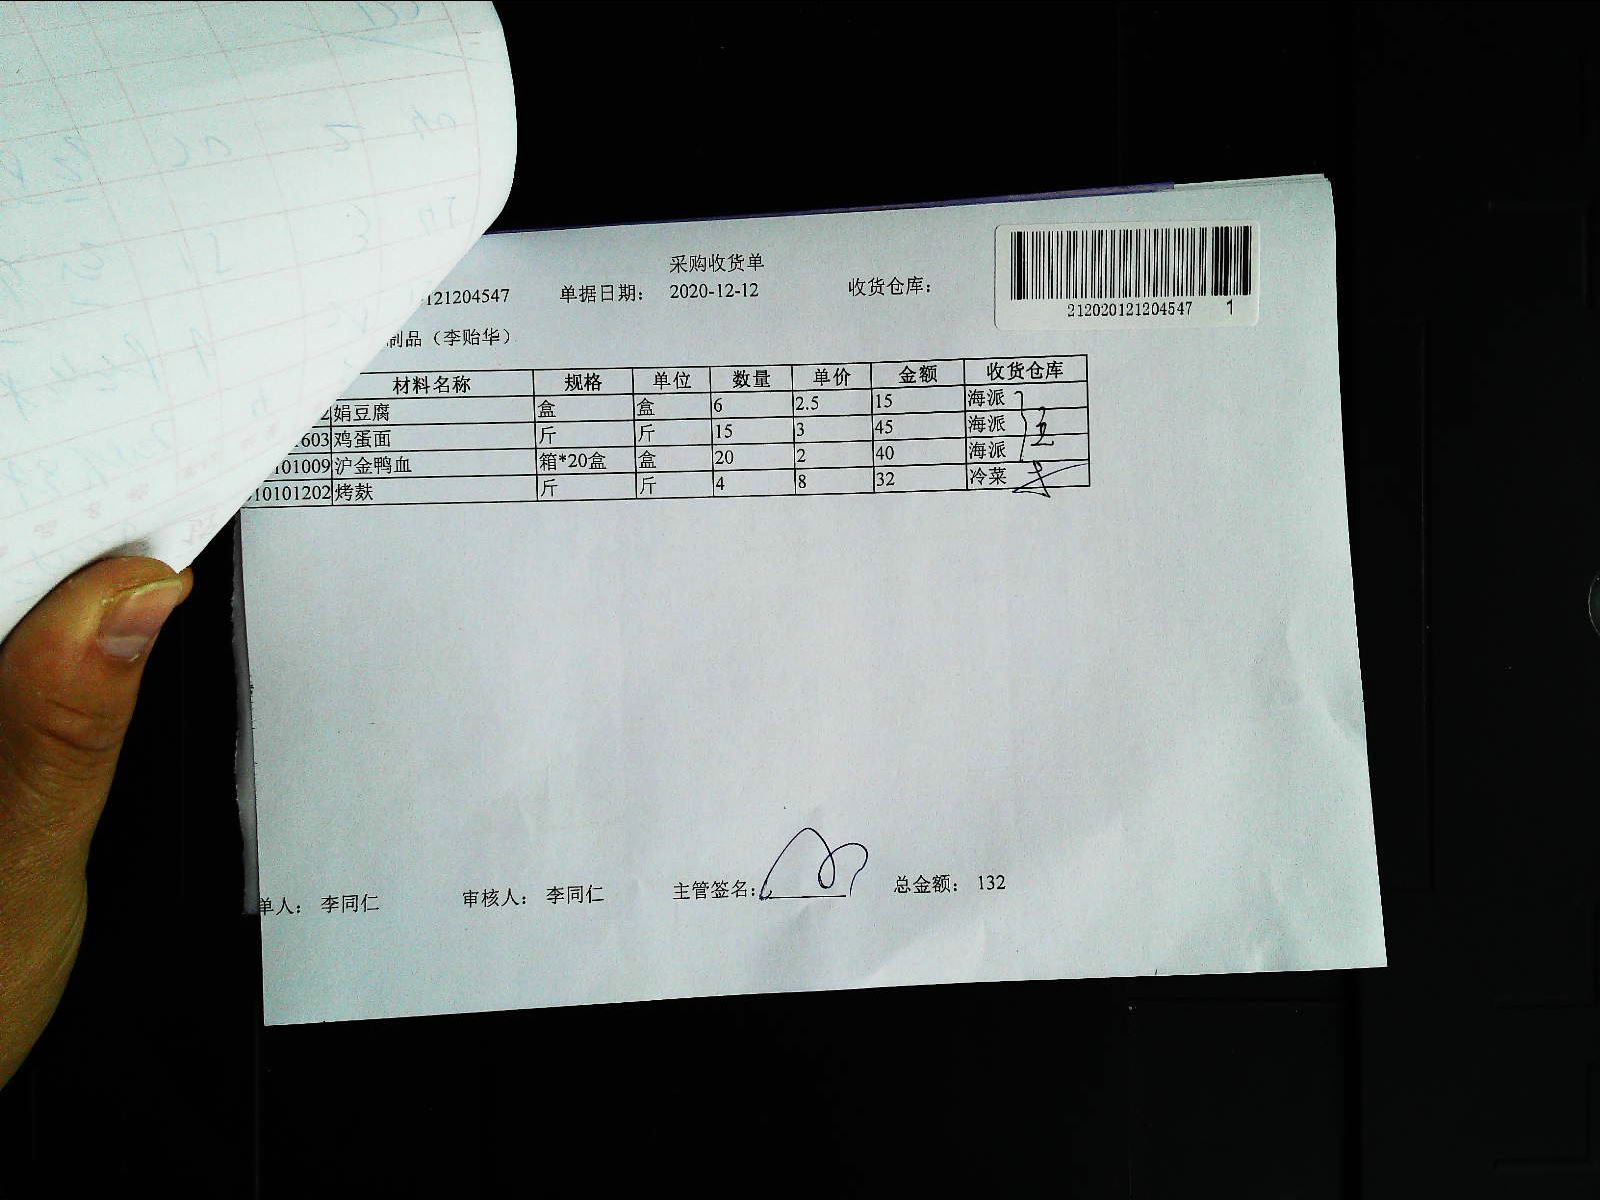 采购收货单
121204547 单据日期： 2020-12-12 收货仓库：
212020121204547 1
制品（李贻华）
材料名称 规格 单位 数量 单价 金额 收货仓库
2 娟豆腐 盒 盒 6 2.5 15 海派
603 鸡蛋面 斤 斤 15 3 45 海派
101009 沪金鸭血 箱*20盒 盒 20 2 40 海派
10101202 烤麸 斤 斤 4 8 32 冷菜
单人： 李同仁 审核人： 李同仁 主管签名: 总金额： 132